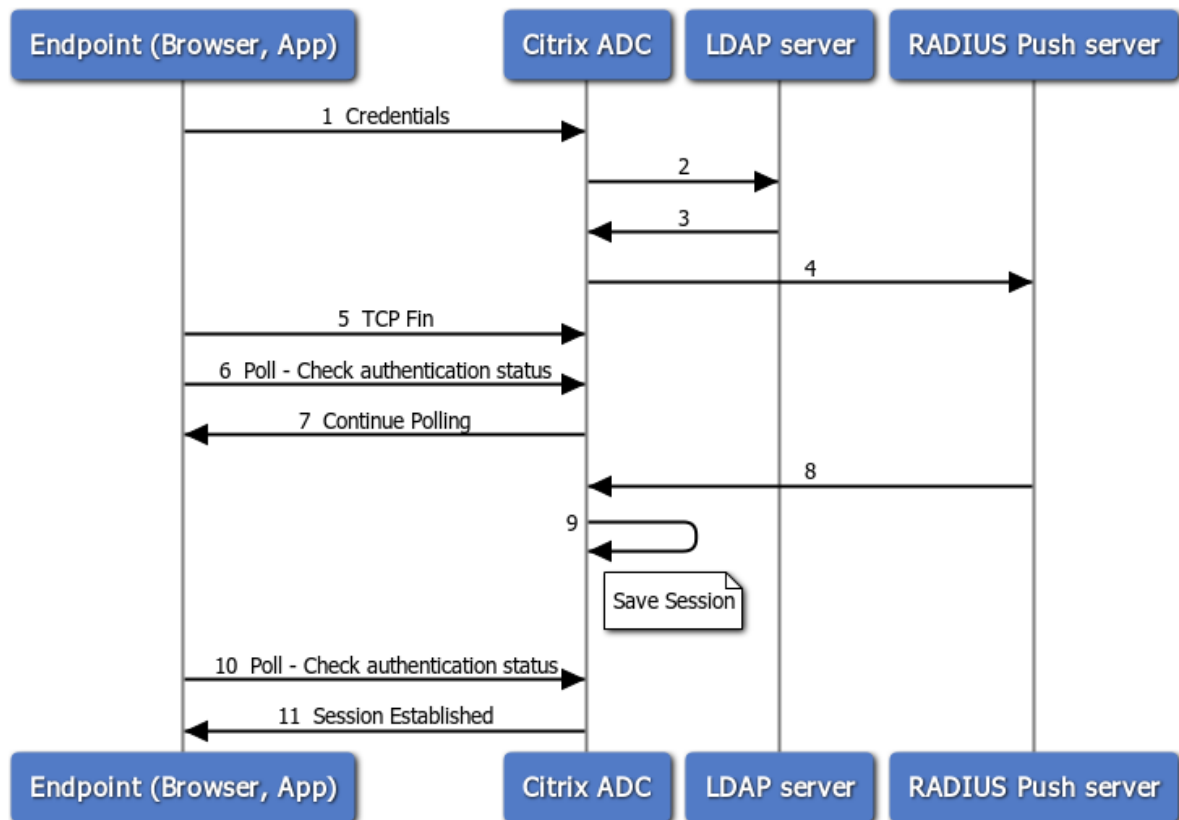 Endpoint (Browser, App)
Citrix ADC
LDAP server
RADIUS Push server
1 Credentials
2
3
4
5 TCP Fin
6 Poll - Check authentication status
7 Continue Polling
8
9
Save Session
10 Poll - Check authentication status
11 Session Established
Endpoint (Browser, App)
Citrix ADC
LDAP server
RADIUS Push server